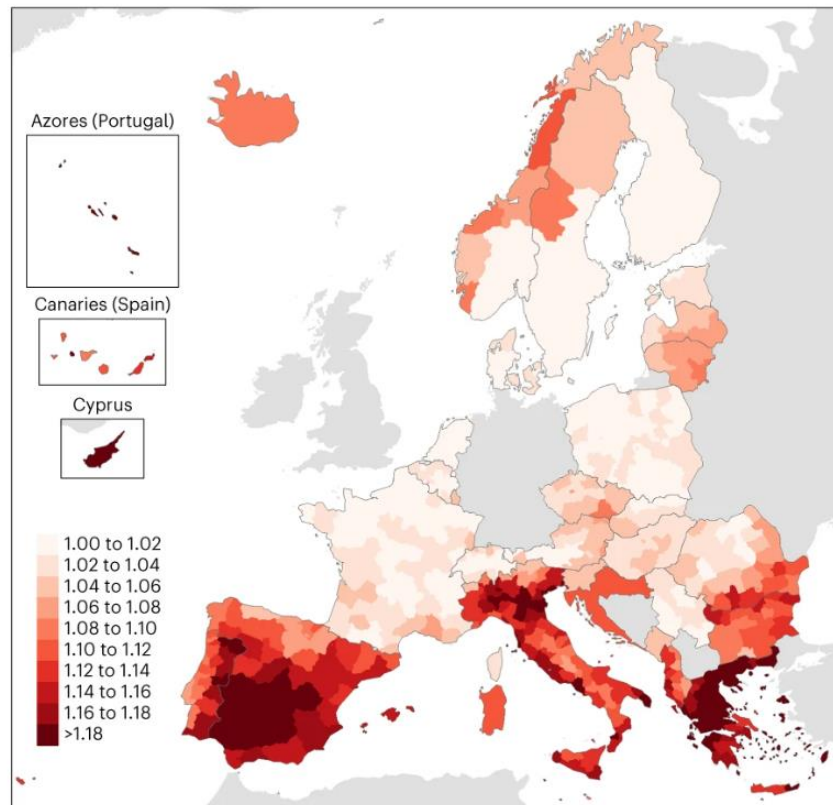 Azores (Portugal)
Canaries (Spain)
Cyprus
1.00 to 1.02
1.02 to 1.04
1.04 to 1.06
1.06 to 1.08
1.08 to 1.10
1.10 to 1.12
1.12 to 1.14
1.14 to 1.16
1.16 to 1.18
>1.18